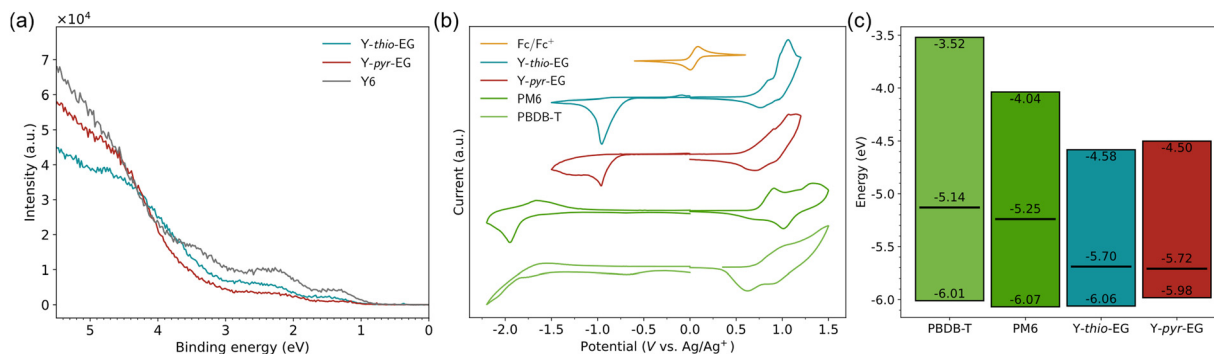 (a)
×10⁴
7
6
5
4
3
2
1
0
Intensity (a.u.)
Y-thio-EG
Y-pyr-EG
Y6
5
4
3
2
1
0
Binding energy (eV)
(b)
Current (a.u.)
Fc/Fc⁺
Y-thio-EG
Y-pyr-EG
PM6
PBDB-T
-2.0
-1.5
-1.0
-0.5
0.0
0.5
1.0
1.5
Potential (V vs. Ag/Ag⁺)
(c)
-3.5
-4.0
-4.5
-5.0
-5.5
-6.0
Energy (eV)
-3.52
-5.14
-6.01
-4.04
-5.25
-6.07
-4.58
-5.70
-6.06
-4.50
-5.72
-5.98
PBDB-T
PM6
Y-thio-EG
Y-pyr-EG